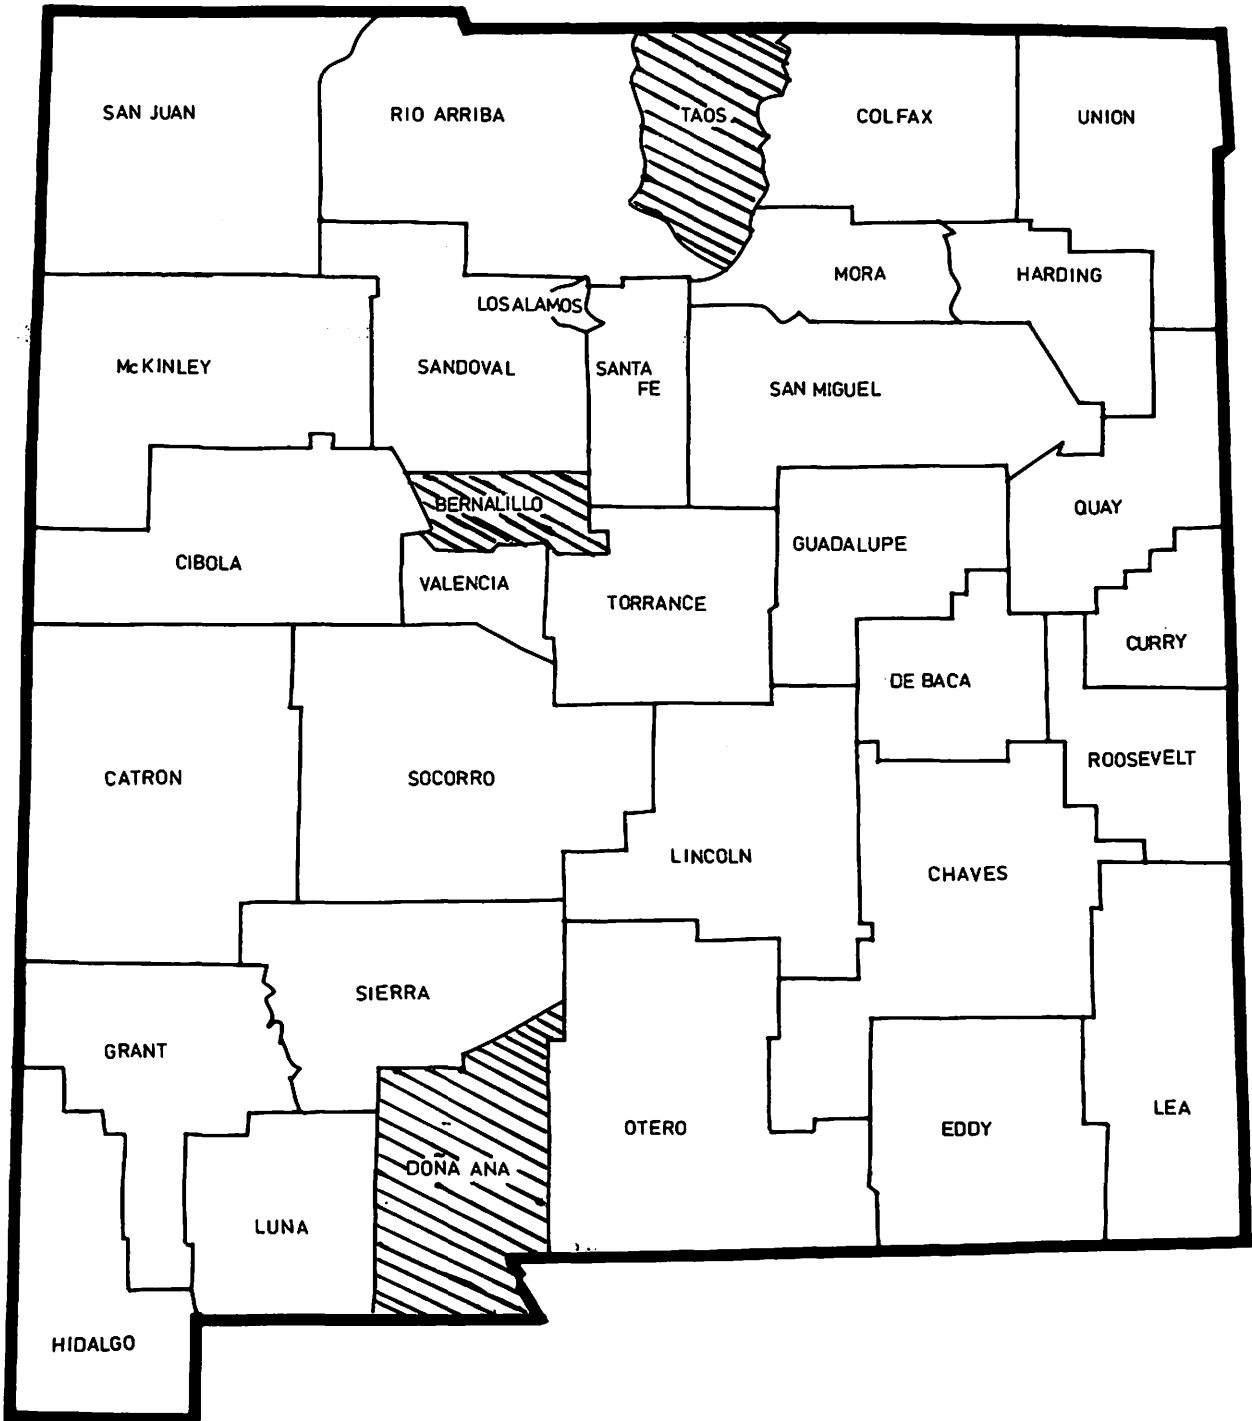 SAN JUAN
RIO ARRIBA
TAOS
COLFAX
UNION
MORA
HARDING
LOS ALAMOS
McKINLEY
SANDOVAL
SANTA
FE
SAN MIGUEL
BERNALILLO
QUAY
GUADALUPE
CIBOLA
VALENCIA
TORRANCE
CURRY
DE BACA
ROOSEVELT
CATRON
SOCORRO
LINCOLN
CHAVES
SIERRA
GRANT
LEA
OTERO
EDDY
DOÑA ANA
LUNA
HIDALGO